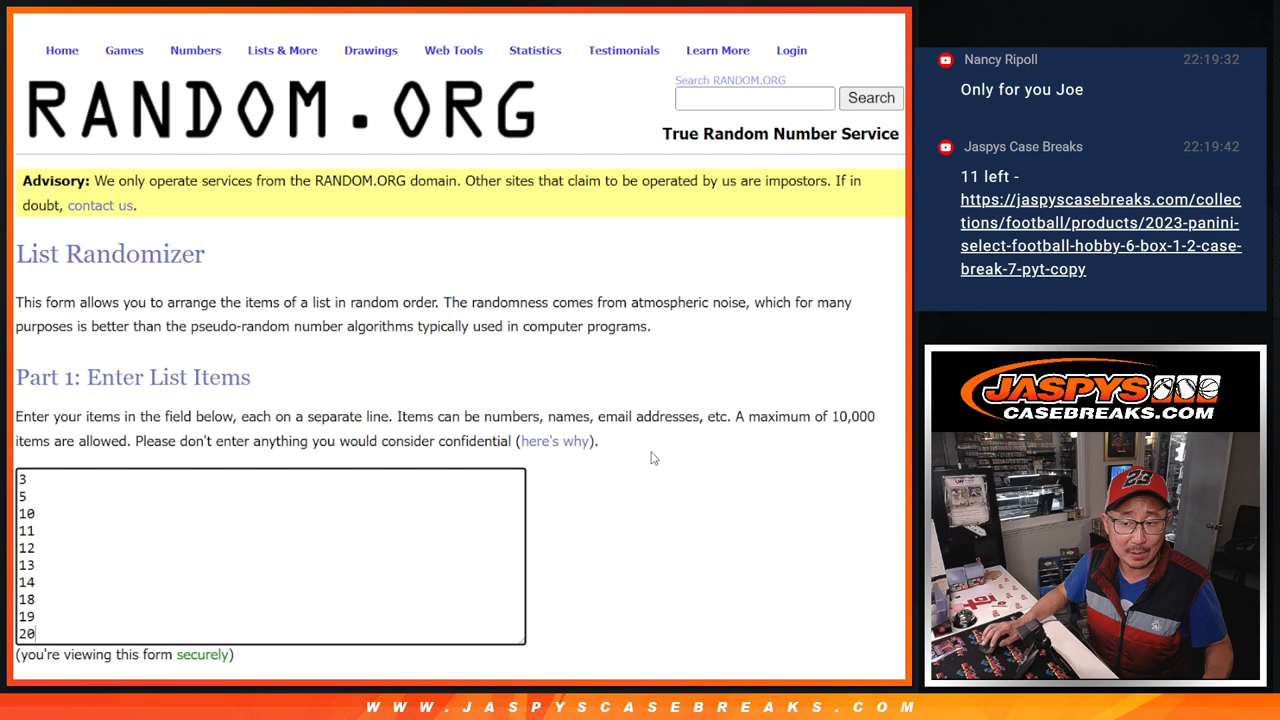 Home Games Numbers Lists & More Drawings Web Tools Statistics Testimonials Learn More Login
RANDOM.ORG
Search RANDOM.ORG
Search
True Random Number Service
Advisory: We only operate services from the RANDOM.ORG domain. Other sites that claim to be operated by us are impostors. If in
doubt, contact us.
List Randomizer
This form allows you to arrange the items of a list in random order. The randomness comes from atmospheric noise, which for many
purposes is better than the pseudo-random number algorithms typically used in computer programs.
Part 1: Enter List Items
Enter your items in the field below, each on a separate line. Items can be numbers, names, email addresses, etc. A maximum of 10,000
items are allowed. Please don't enter anything you would consider confidential (here's why).
3
5
10
11
12
13
14
18
19
20
(you're viewing this form securely)
Nancy Ripoll 22:19:32
Only for you Joe
Jaspys Case Breaks 22:19:42
11 left -
https://jaspyscasebreaks.com/collec
tions/football/products/2023-panini-
select-football-hobby-6-box-1-2-case-
break-7-pyt-copy
JASPYS
CASEBREAKS.COM
23
WWW.JASPYSCASEBREAKS.COM